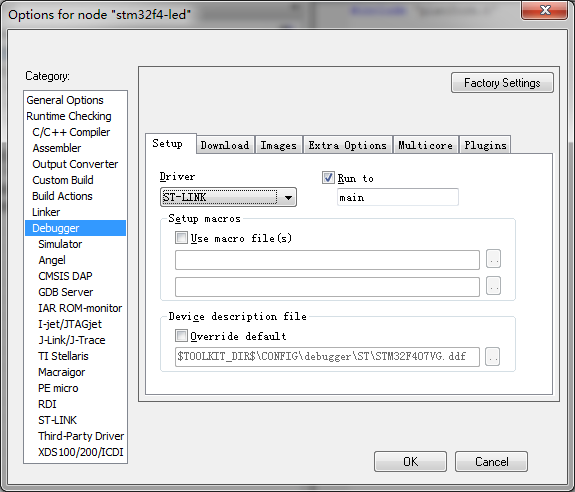 Options for node "stm32f4-led"
Category:
General Options
Runtime Checking
C/C++ Compiler
Assembler
Output Converter
Custom Build
Build Actions
Linker
Debugger
Simulator
Angel
CMSIS DAP
GDB Server
IAR ROM-monitor
I-jet/JTAGjet
J-Link/J-Trace
TI Stellaris
Macraigor
PE micro
RDI
ST-LINK
Third-Party Driver
XDS100/200/ICDI
Factory Settings
Setup Download Images Extra Options Multicore Plugins
Driver
ST-LINK
Run to
main
Setup macros
Use macro file(s)
..
..
Device description file
Override default
$TOOLKIT_DIR$\CONFIG\debugger\ST\STM32F407VG.ddf
..
OK Cancel